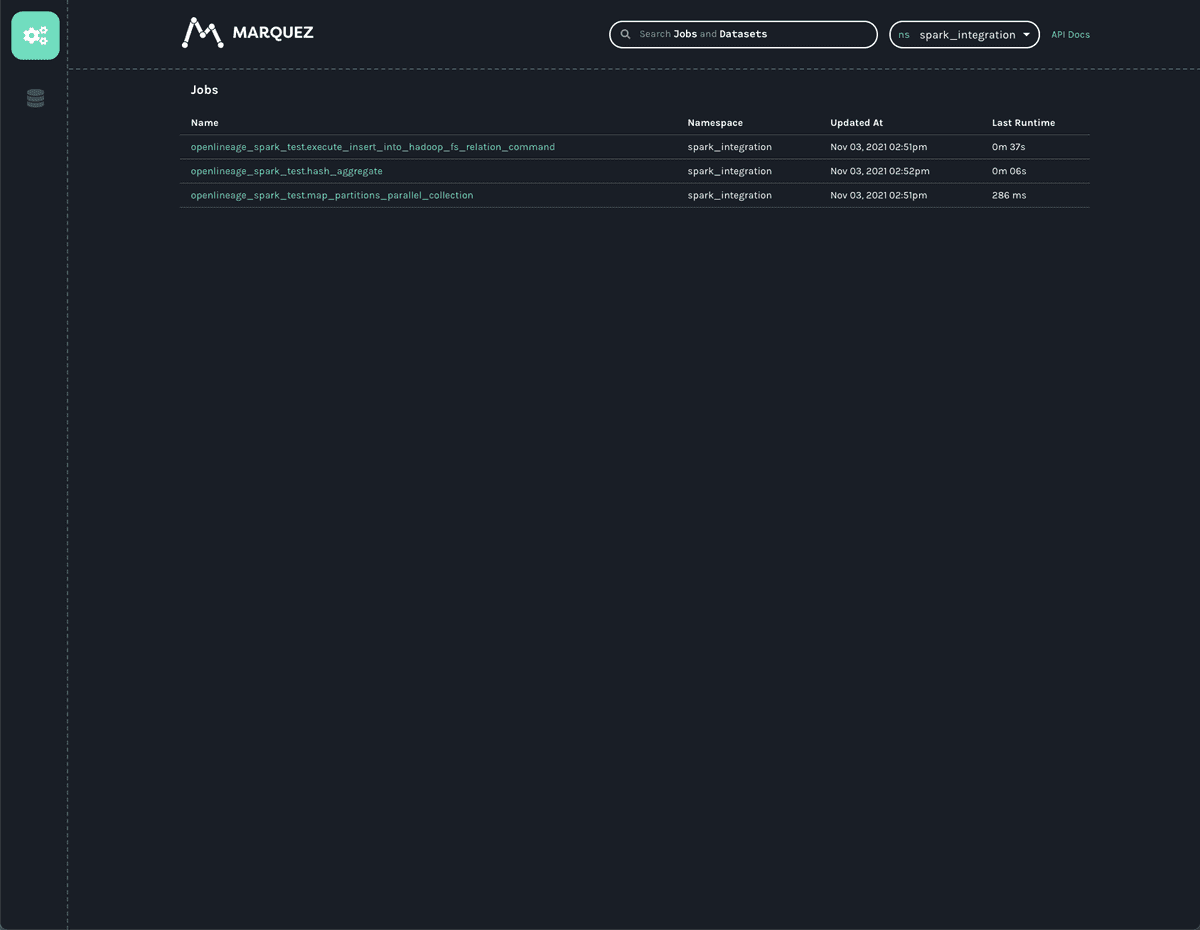 MARQUEZ
Search Jobs and Datasets
ns spark_integration
API Docs
Jobs
Name Namespace Updated At Last Runtime
openlineage_spark_test.execute_insert_into_hadoop_fs_relation_command spark_integration Nov 03, 2021 02:51pm 0m 37s
openlineage_spark_test.hash_aggregate spark_integration Nov 03, 2021 02:52pm 0m 06s
openlineage_spark_test.map_partitions_parallel_collection spark_integration Nov 03, 2021 02:51pm 286 ms